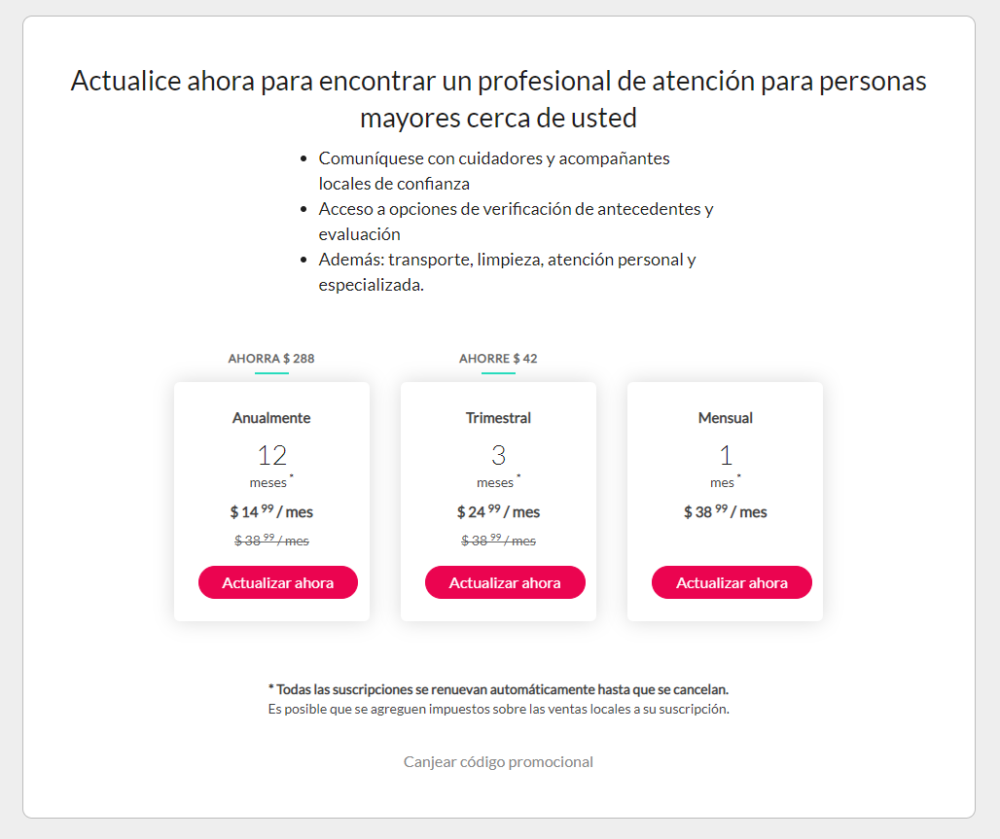 Actualice ahora para encontrar un profesional de atención para personas
mayores cerca de usted
• Comuníquese con cuidadores y acompañantes
locales de confianza
• Acceso a opciones de verificación de antecedentes y
evaluación
• Además: transporte, limpieza, atención personal y
especializada.
AHORRA $ 288
Anualmente
12
meses *
$ 14 99 / mes
$ 38 99 / mes
Actualizar ahora
AHORRE $ 42
Trimestral
3
meses *
$ 24 99 / mes
$ 38 99 / mes
Actualizar ahora
Mensual
1
mes *
$ 38 99 / mes
Actualizar ahora
* Todas las suscripciones se renuevan automáticamente hasta que se cancelan.
Es posible que se agreguen impuestos sobre las ventas locales a su suscripción.
Canjear código promocional